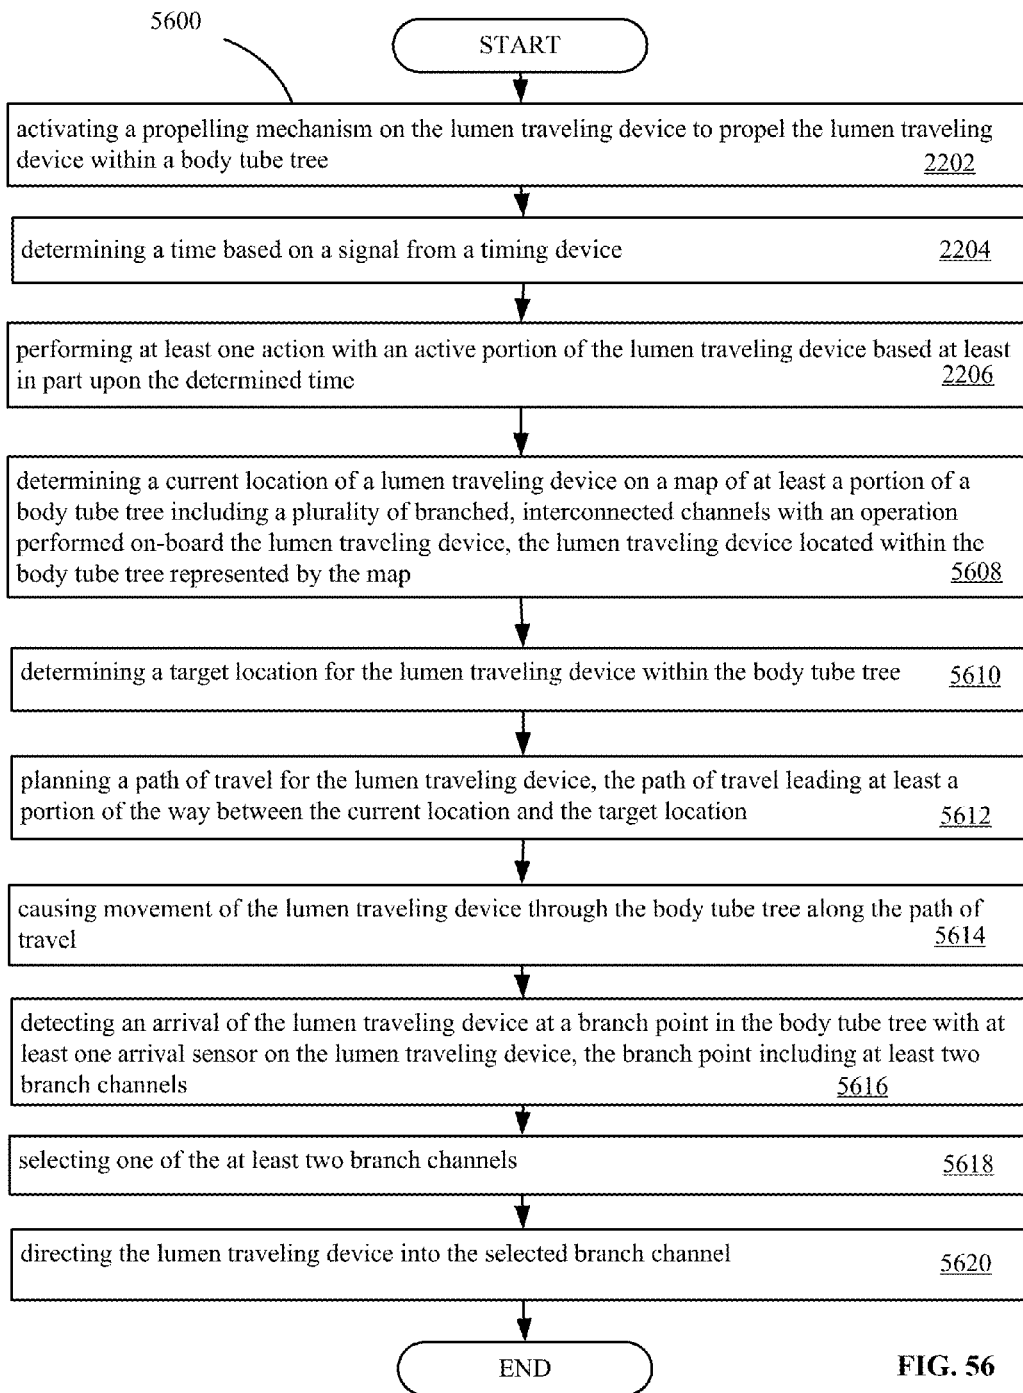 5600
START
activating a propelling mechanism on the lumen traveling device to propel the lumen traveling
device within a body tube tree
2202
determining a time based on a signal from a timing device
2204
performing at least one action with an active portion of the lumen traveling device based at least
in part upon the determined time
2206
determining a current location of a lumen traveling device on a map of at least a portion of a
body tube tree including a plurality of branched, interconnected channels with an operation
performed on-board the lumen traveling device, the lumen traveling device located within the
body tube tree represented by the map
5608
determining a target location for the lumen traveling device within the body tube tree
5610
planning a path of travel for the lumen traveling device, the path of travel leading at least a
portion of the way between the current location and the target location
5612
causing movement of the lumen traveling device through the body tube tree along the path of
travel
5614
detecting an arrival of the lumen traveling device at a branch point in the body tube tree with at
least one arrival sensor on the lumen traveling device, the branch point including at least two
branch channels
5616
selecting one of the at least two branch channels
5618
directing the lumen traveling device into the selected branch channel
5620
END
FIG. 56